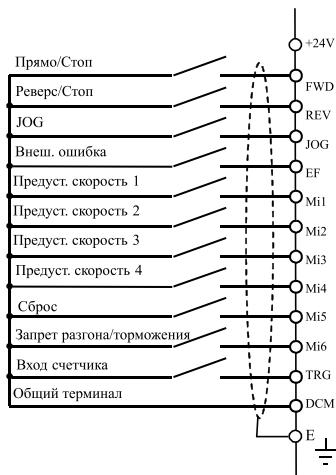 +24V
Прямо/Стоп
FWD
Реверс/Стоп
REV
JOG
JOG
Внеш. ошибка
EF
Предуст. скорость 1
Mi1
Предуст. скорость 2
Mi2
Предуст. скорость 3
Mi3
Предуст. скорость 4
Mi4
Сброс
Mi5
Запрет разгона/торможения
Mi6
Вход счетчика
TRG
Общий терминал
DCM
E